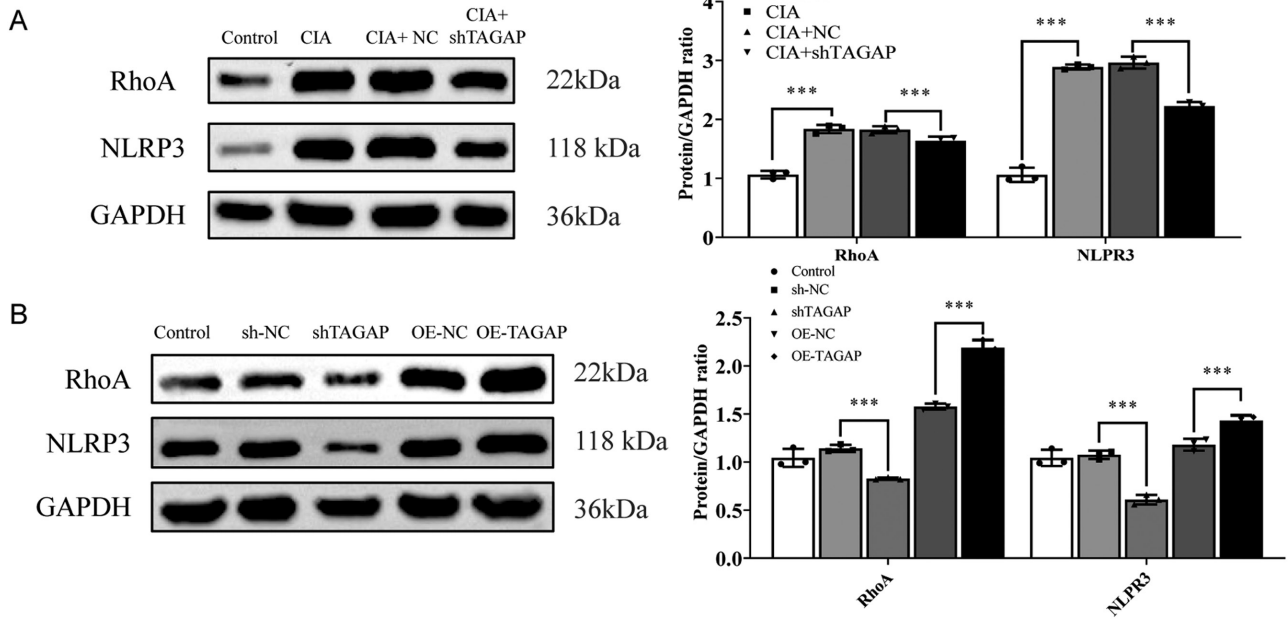 A
Control CIA CIA+ NC CIA+
shTAGAP
RhoA 22kDa
NLRP3 118 kDa
GAPDH 36kDa
Protein/GAPDH ratio
4
3
2
1
0
CIA
CIA+NC
CIA+shTAGAP
*** *** *** ***
RhoA NLPR3
B
Control sh-NC shTAGAP OE-NC OE-TAGAP
RhoA 22kDa
NLRP3 118 kDa
GAPDH 36kDa
Control
sh-NC
shTAGAP
OE-NC
OE-TAGAP
Protein/GAPDH ratio
2.5
2.0
1.5
1.0
0.5
0.0
*** *** *** ***
RhoA NLPR3